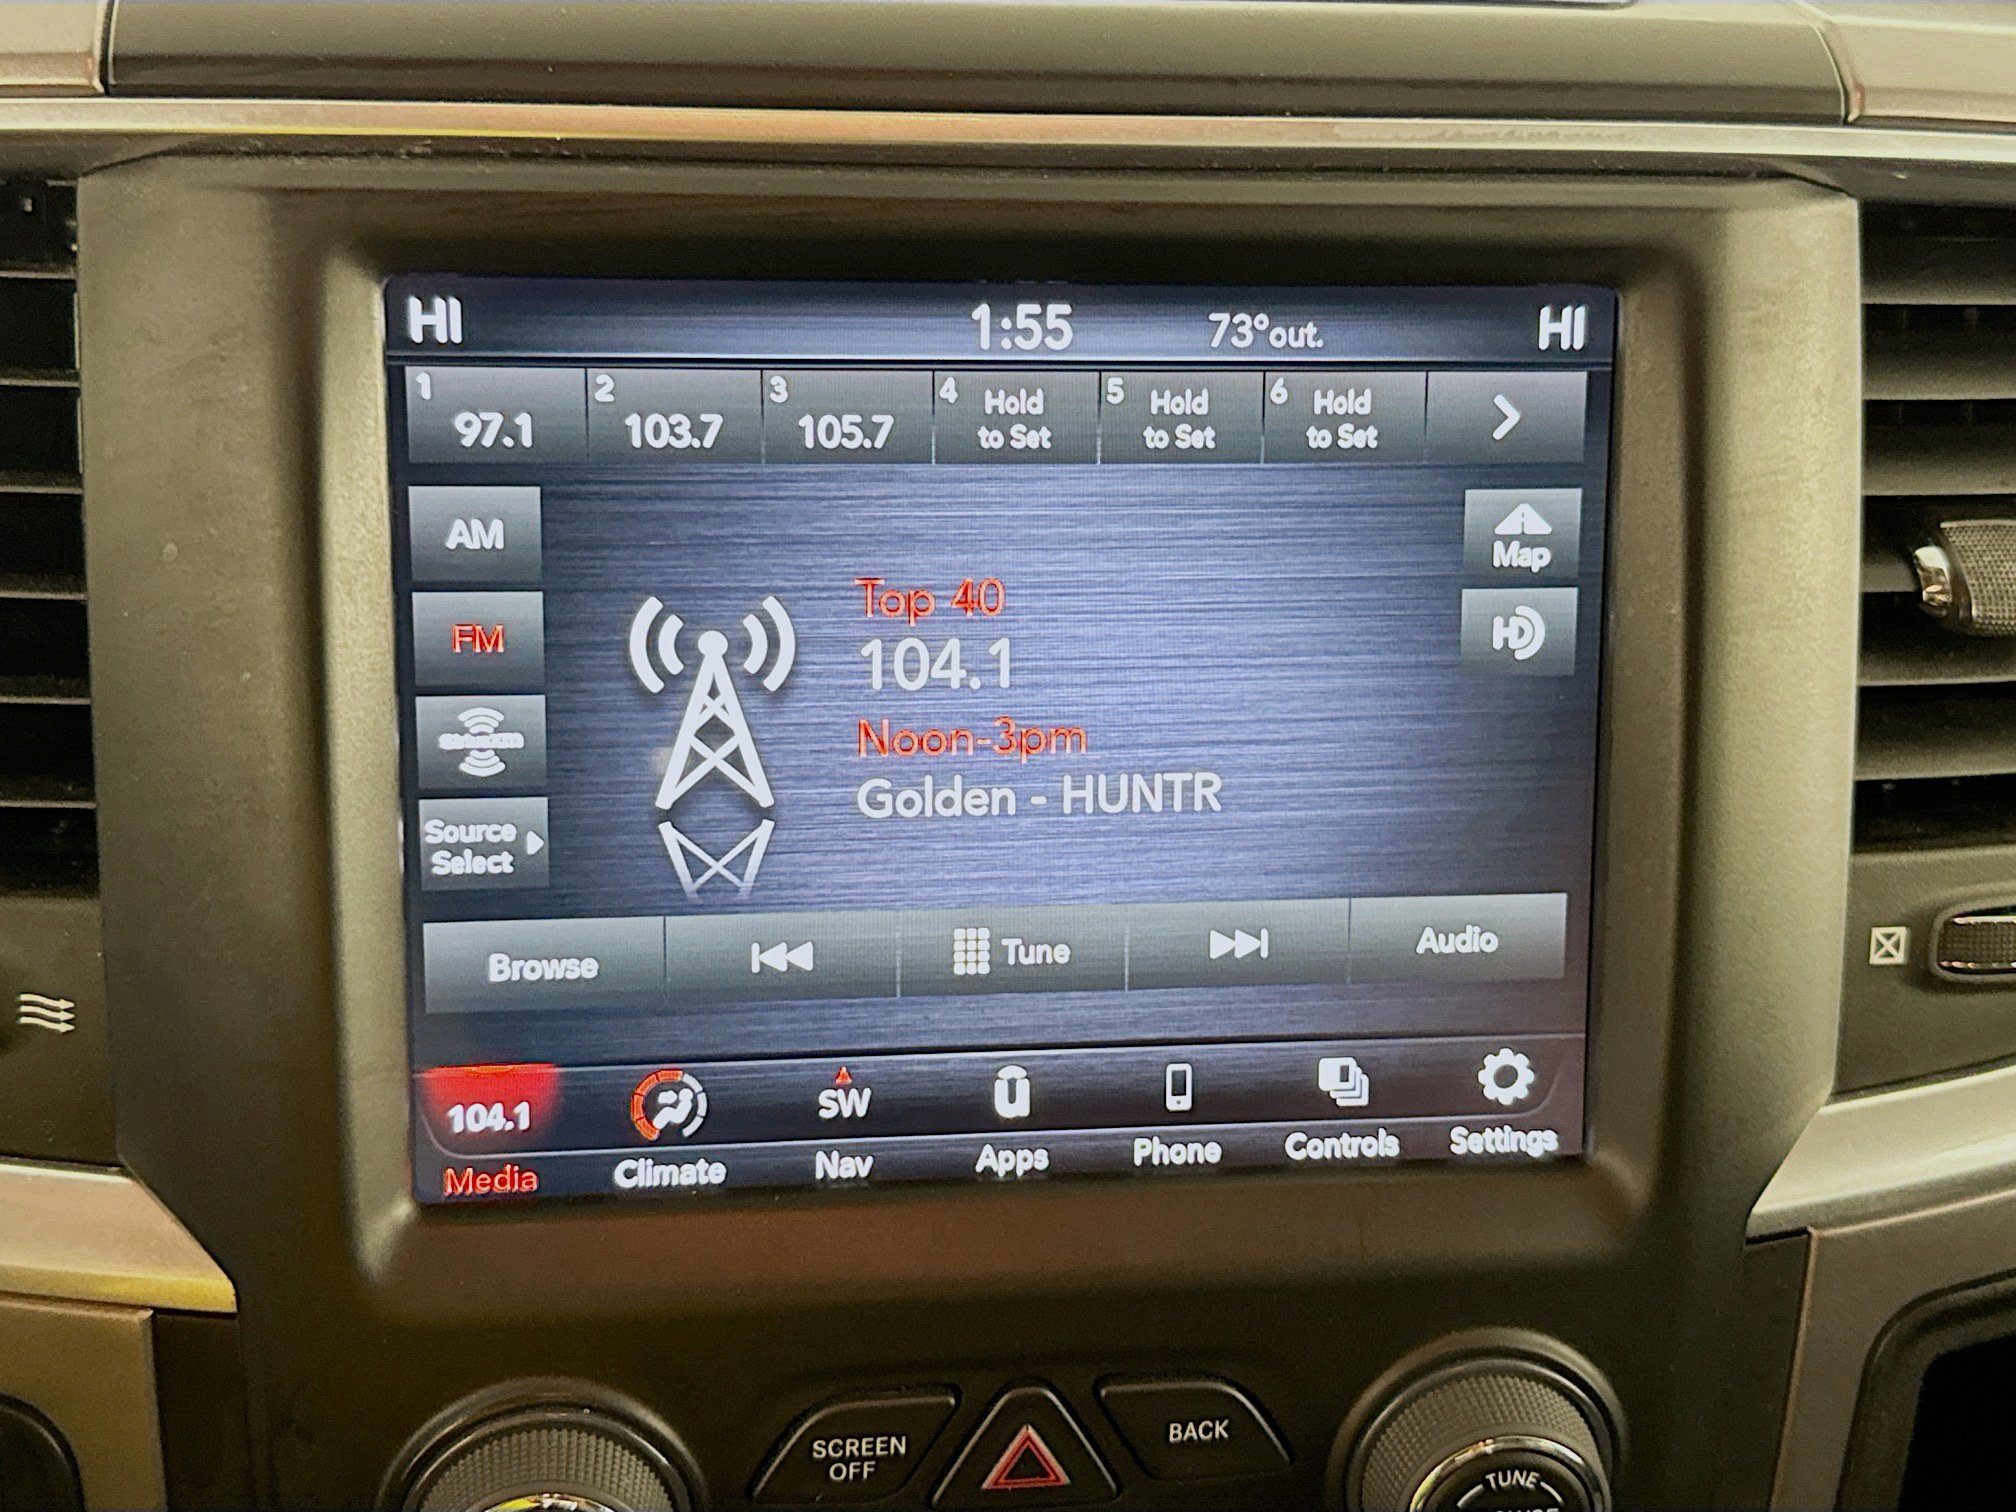 HI 1:55 73°out. HI
1 97.1
2 103.7
3 105.7
4 Hold
to Set
5 Hold
to Set
6 Hold
to Set
AM
FM
SiriusXM
Source
Select
Top 40
104.1
Noon-3pm
Golden - HUNTR
Map
HD
Browse
Tune
Audio
104.1
Media
Climate
SW
Nav
u
Apps
Phone
Controls
Settings
SCREEN
OFF
BACK
TUNE